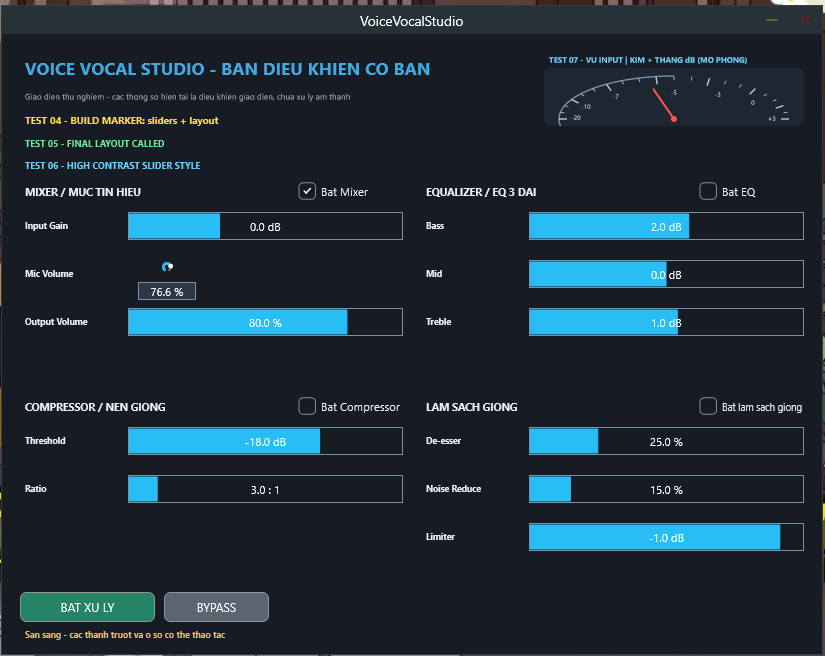 VoiceVocalStudio
VOICE VOCAL STUDIO - BAN DIEU KHIEN CO BAN
TEST 07 - VU INPUT | KIM + THANG dB (MO PHONG)
-20
-10
-7
-5
-3
0
+3
Giao dien thu nghiem - cac thong so hien tai la dieu khien giao dien, chua xu ly am thanh
TEST 04 - BUILD MARKER: sliders + layout
TEST 05 - FINAL LAYOUT CALLED
TEST 06 - HIGH CONTRAST SLIDER STYLE
MIXER / MUC TIN HIEU
Bat Mixer
Input Gain
0.0 dB
Mic Volume
76.6 %
Output Volume
80.0 %
EQUALIZER / EQ 3 DAI
Bat EQ
Bass
2.0 dB
Mid
0.0 dB
Treble
1.0 dB
COMPRESSOR / NEN GIONG
Bat Compressor
Threshold
-18.0 dB
Ratio
3.0 : 1
LAM SACH GIONG
Bat lam sach giong
De-esser
25.0 %
Noise Reduce
15.0 %
Limiter
-1.0 dB
BAT XU LY
BYPASS
San sang - cac thanh truot va o so co the thao tac